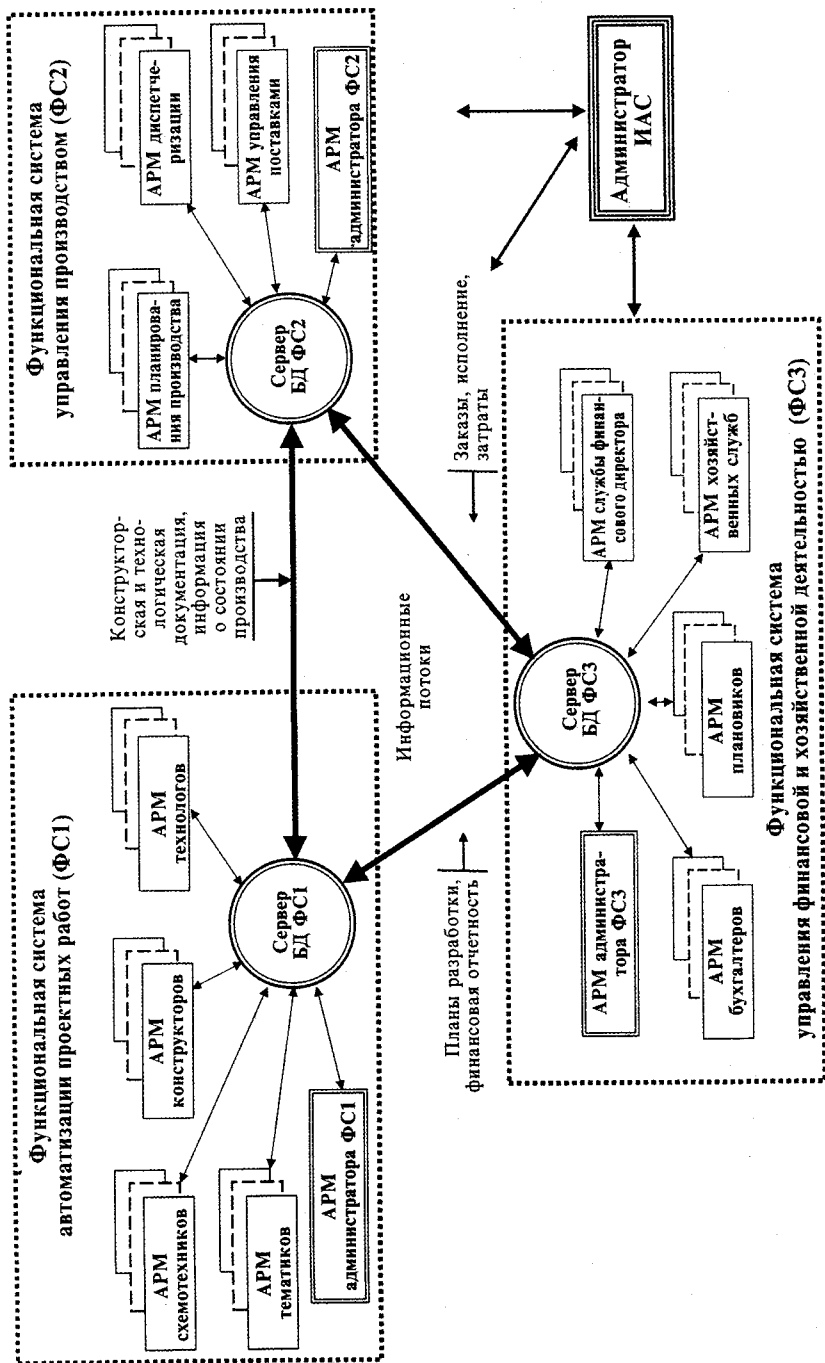 Функциональная система
автоматизации проектных работ (ФС1)
АРМ
схемотехников
АРМ
конструкторов
АРМ
технологов
АРМ
тематиков
АРМ
администратора ФС1
Сервер
БД ФС1
Конструктор-
ская и техно-
логическая
документация,
информация
о состоянии
производства
Функциональная система
управления производством (ФС2)
АРМ планирова-
ния производства
АРМ диспетче-
ризации
АРМ управления
поставками
АРМ
администратора ФС2
Сервер
БД ФС2
Информационные
потоки
Планы разработки,
финансовая отчетность
Заказы, исполнение,
затраты
Администратор
ИАС
Сервер
БД ФС3
АРМ администра-
тора ФС3
АРМ службы финан-
сового директора
АРМ
бухгалтеров
АРМ
плановиков
АРМ хозяйст-
венных служб
Функциональная система
управления финансовой и хозяйственной деятельностью (ФС3)